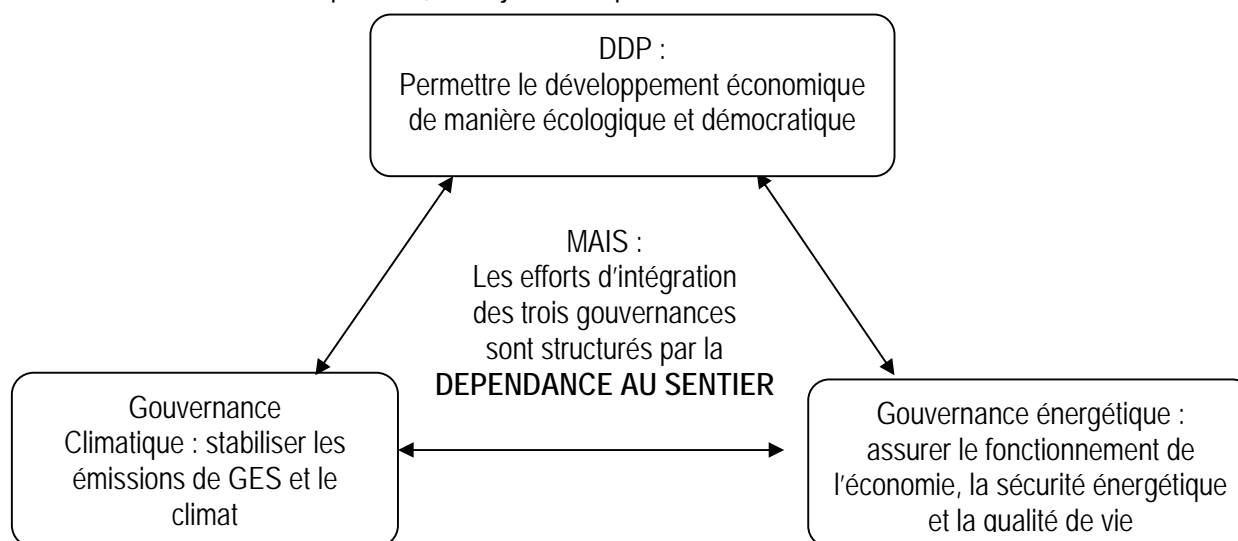 DDP :
Permettre le développement économique
de manière écologique et démocratique
MAIS :
Les efforts d'intégration
des trois gouvernances
sont structurés par la
DEPENDANCE AU SENTIER
Gouvernance
Climatique : stabiliser les
émissions de GES et le
climat
Gouvernance énergétique :
assurer le fonctionnement de
l'économie, la sécurité énergétique
et la qualité de vie